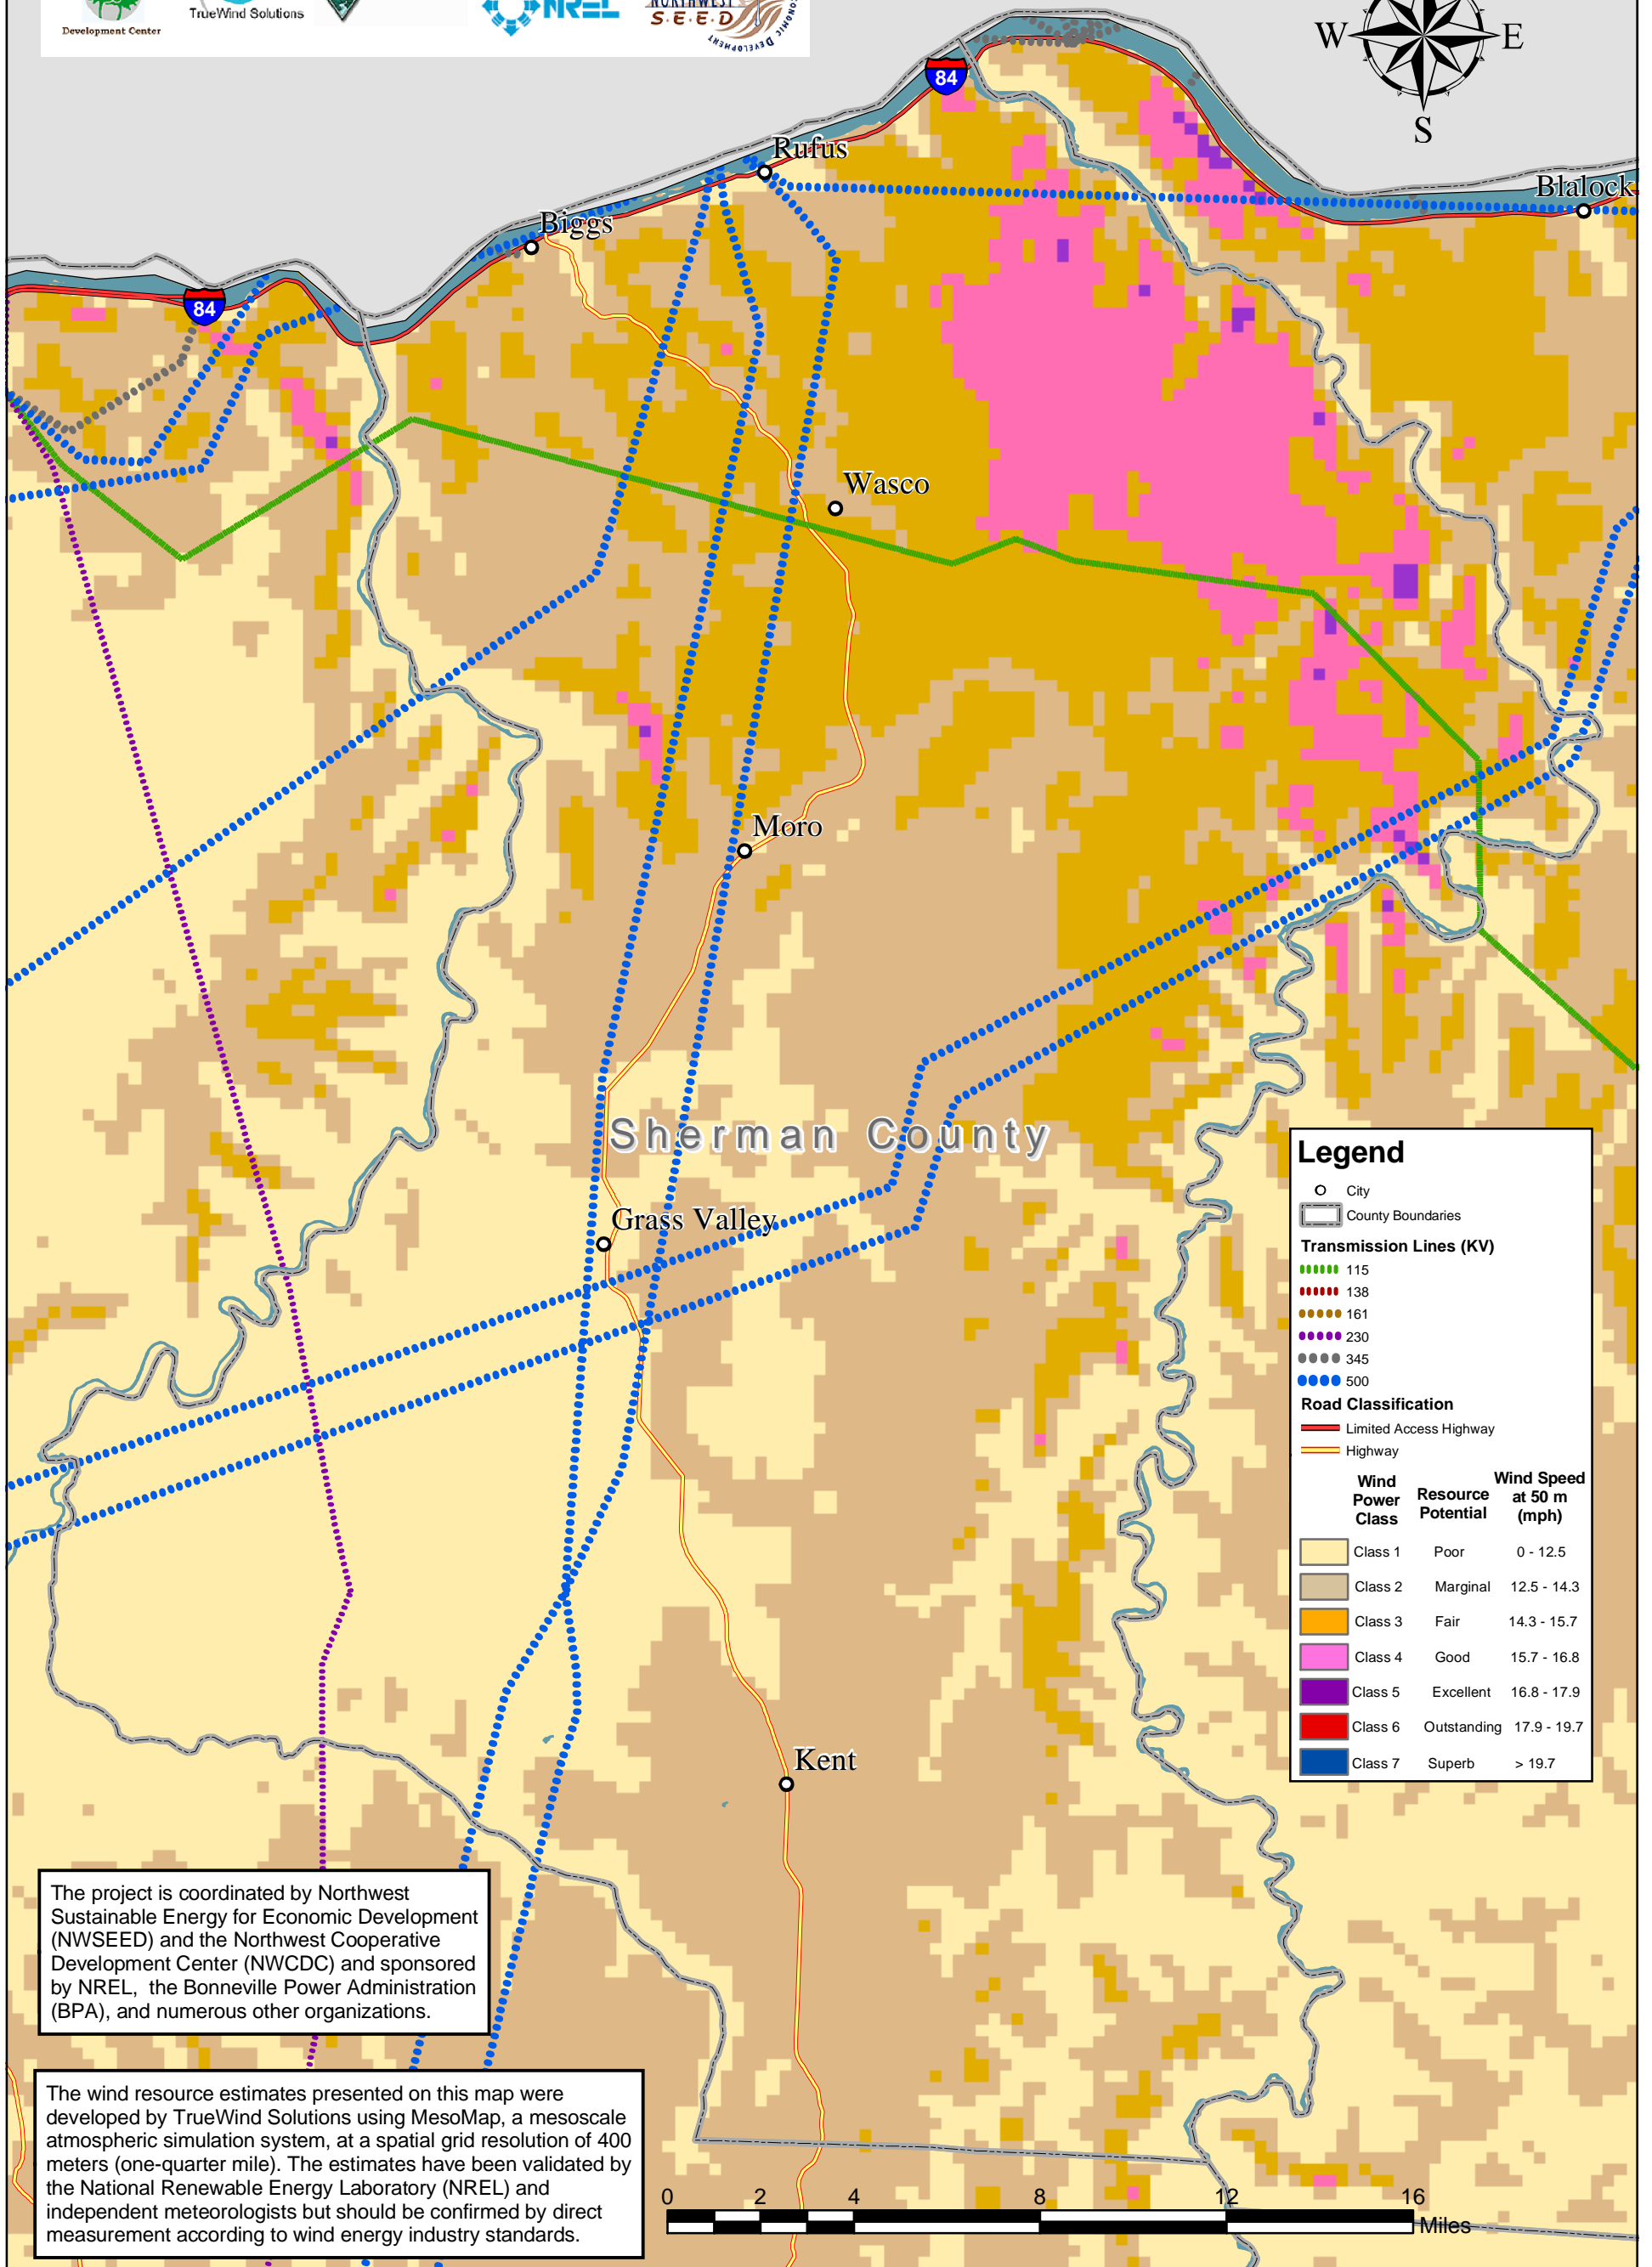 Development Center
TrueWind Solutions
NREL
NORTHWEST
S·E·E·D
ECONOMIC DEVELOPMENT
W
E
S
84
Rufus
Biggs
Blalock
84
Wasco
Moro
Sherman County
Grass Valley
Kent
Legend
City
County Boundaries
Transmission Lines (KV)
115
138
161
230
345
500
Road Classification
Limited Access Highway
Highway
Wind Power Class
Resource Potential
Wind Speed at 50 m (mph)
Class 1 Poor 0 - 12.5
Class 2 Marginal 12.5 - 14.3
Class 3 Fair 14.3 - 15.7
Class 4 Good 15.7 - 16.8
Class 5 Excellent 16.8 - 17.9
Class 6 Outstanding 17.9 - 19.7
Class 7 Superb > 19.7
The project is coordinated by Northwest
Sustainable Energy for Economic Development
(NWSEED) and the Northwest Cooperative
Development Center (NWCDC) and sponsored
by NREL, the Bonneville Power Administration
(BPA), and numerous other organizations.
The wind resource estimates presented on this map were
developed by TrueWind Solutions using MesoMap, a mesoscale
atmospheric simulation system, at a spatial grid resolution of 400
meters (one-quarter mile). The estimates have been validated by
the National Renewable Energy Laboratory (NREL) and
independent meteorologists but should be confirmed by direct
measurement according to wind energy industry standards.
0 2 4 8 12 16
Miles